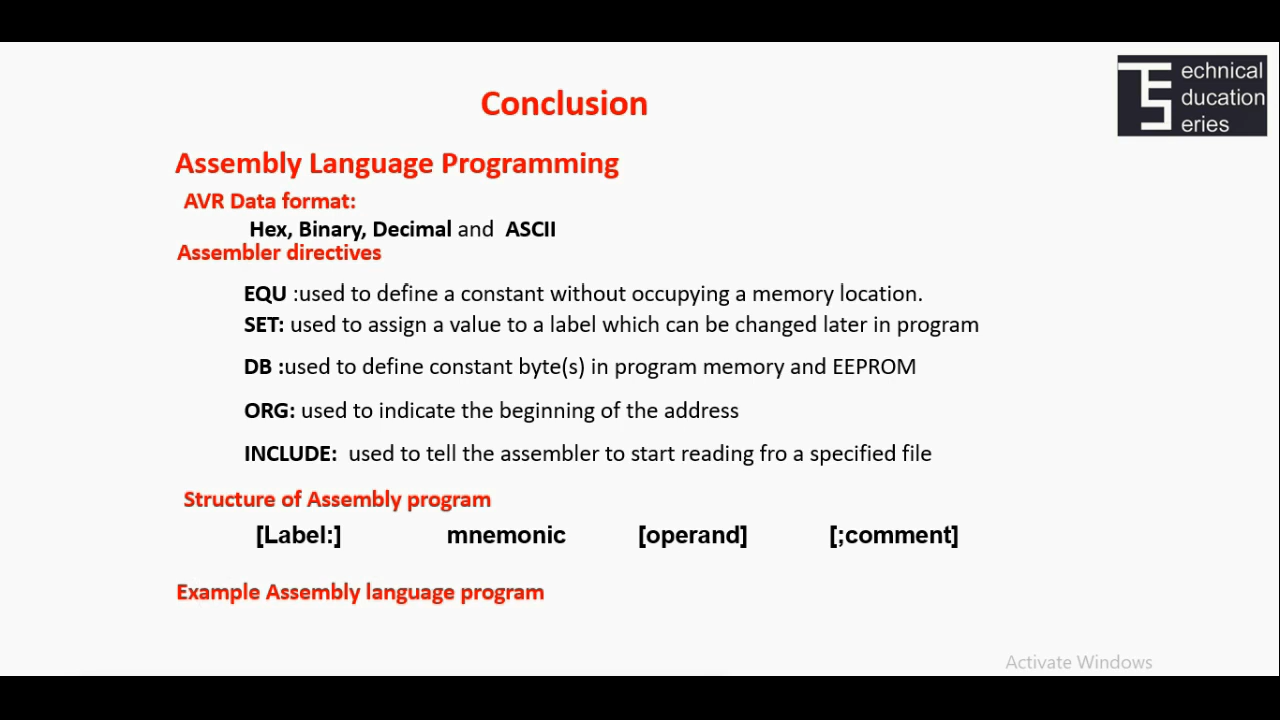 Conclusion
echnical
ducation
eries
TES
Assembly Language Programming
AVR Data format:
Hex, Binary, Decimal and ASCII
Assembler directives
EQU :used to define a constant without occupying a memory location.
SET: used to assign a value to a label which can be changed later in program
DB :used to define constant byte(s) in program memory and EEPROM
ORG: used to indicate the beginning of the address
INCLUDE: used to tell the assembler to start reading fro a specified file
Structure of Assembly program
[Label:] mnemonic [operand] [;comment]
Example Assembly language program
Activate Windows